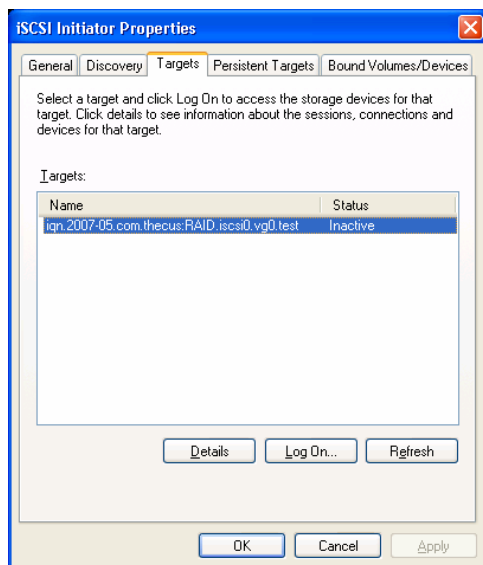 iSCSI Initiator Properties
General Discovery Targets Persistent Targets Bound Volumes/Devices
Select a target and click Log On to access the storage devices for that
target. Click details to see information about the sessions, connections and
devices for that target.
Targets:
Name Status
iqn.2007-05.com.thecus:RAID.iscsi0.vg0.test Inactive
Details Log On... Refresh
OK Cancel Apply